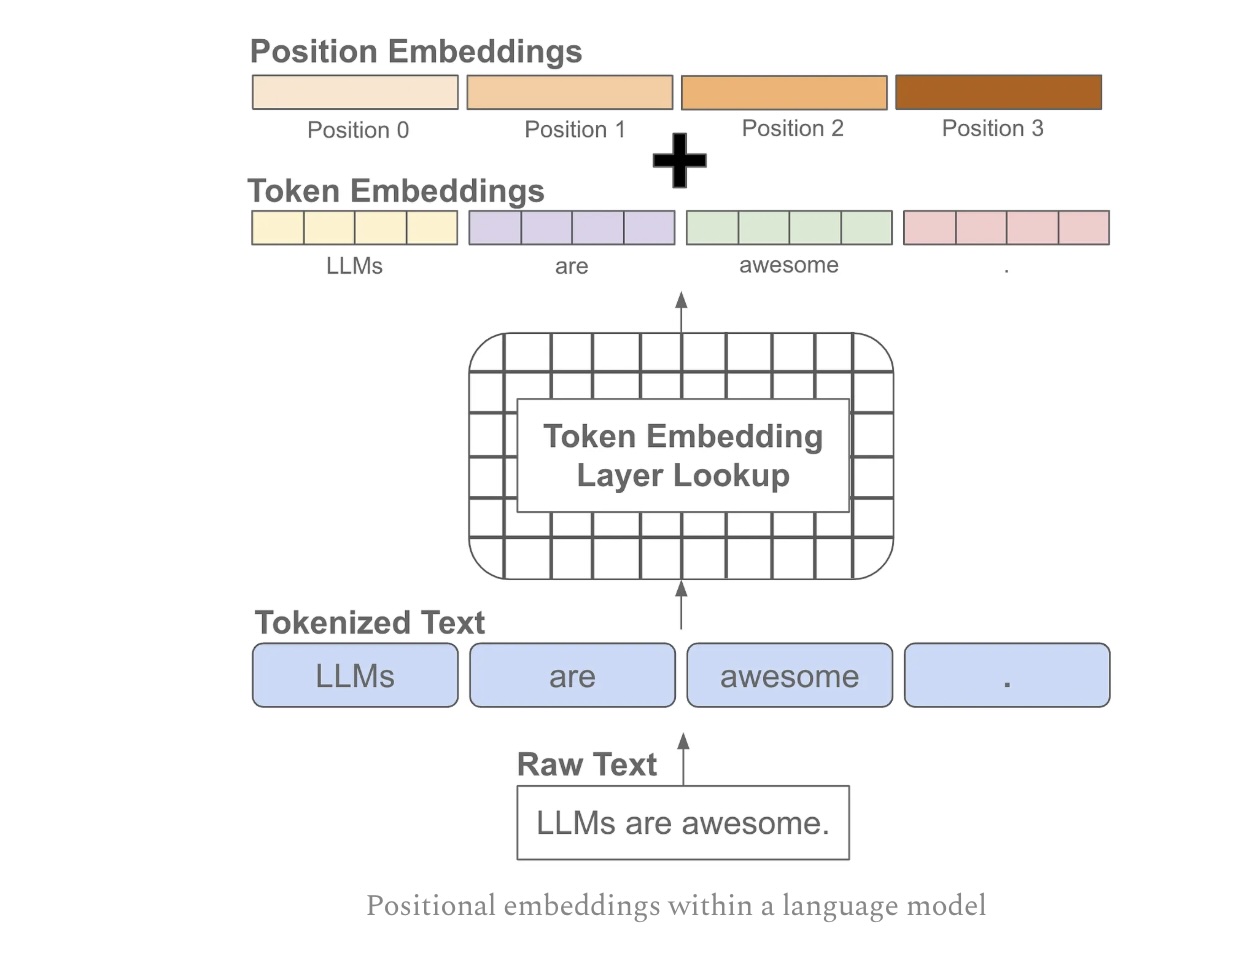 Position Embeddings
Position 0
Position 1
Position 2
Position 3
Token Embeddings
LLMs
are
awesome
.
Token Embedding
Layer Lookup
Tokenized Text
LLMs
are
awesome
.
Raw Text
LLMs are awesome.
Positional embeddings within a language model